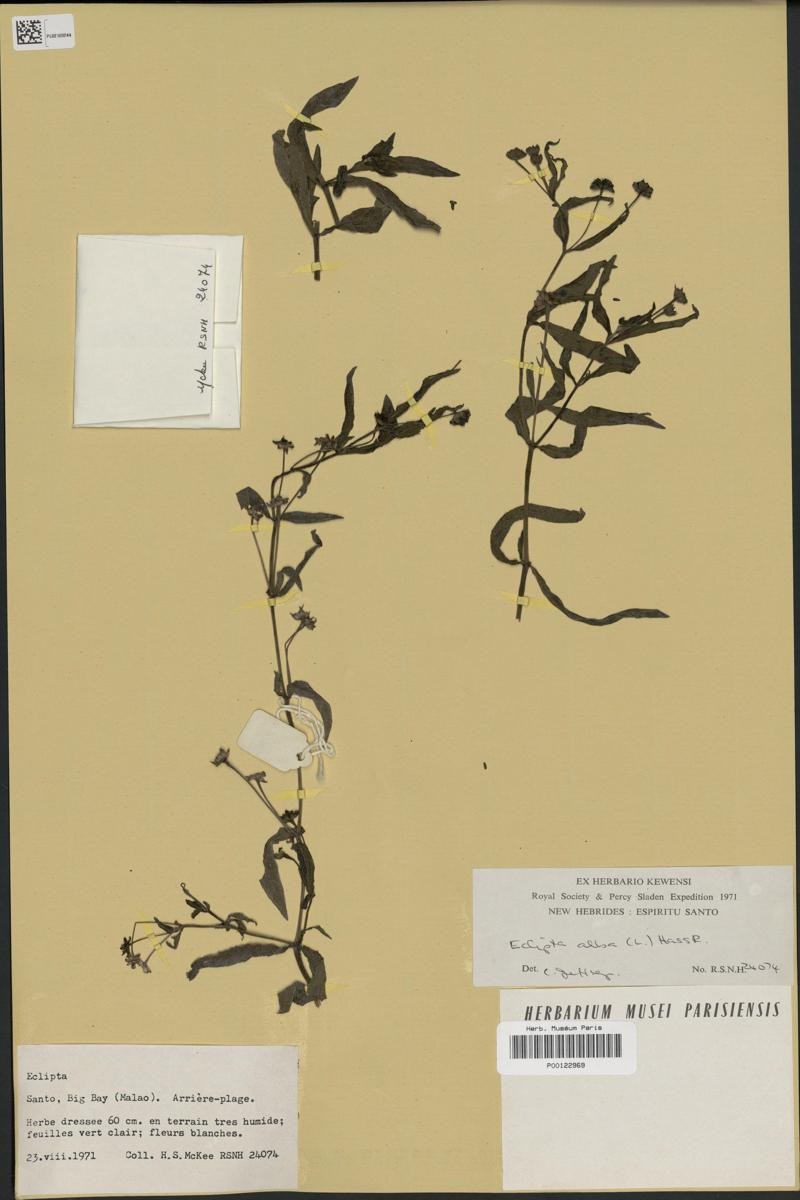 PL02100244
McKee RSNH 24074
EX HERBARIO KEWENSI
Royal Society & Percy Sladen Expedition 1971
NEW HEBRIDES : ESPIRITU SANTO
Eclipta alba (L.) Hassk.
Det. C. Jeffrey. No. R.S.N.H. 24074
HERBARIUM MUSEI PARISIENSIS
Herb. Muséum Paris
P00122969
Eclipta
Santo, Big Bay (Malao). Arrière-plage.
Herbe dressee 60 cm. en terrain tres humide;
feuilles vert clair; fleurs blanches.
23.viii.1971 Coll. H.S.McKee RSNH 24074